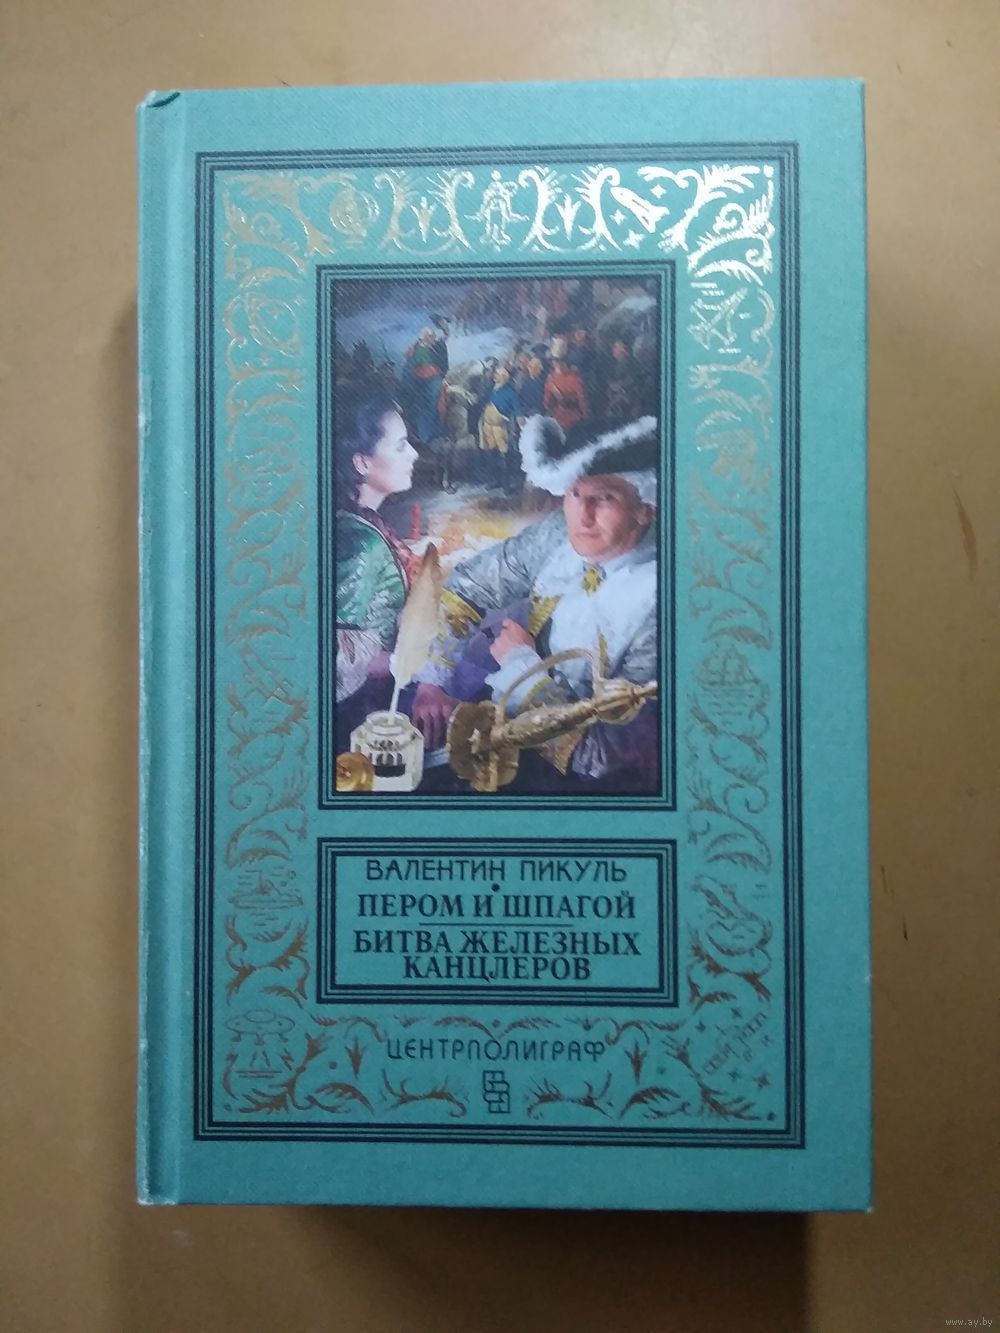 ВАЛЕНТИН ПИКУЛЬ
ПЕРОМ И ШПАГОЙ
БИТВА ЖЕЛЕЗНЫХ
КАНЦЛЕРОВ
ЦЕНТРПОЛИГРАФ
www.ay.by